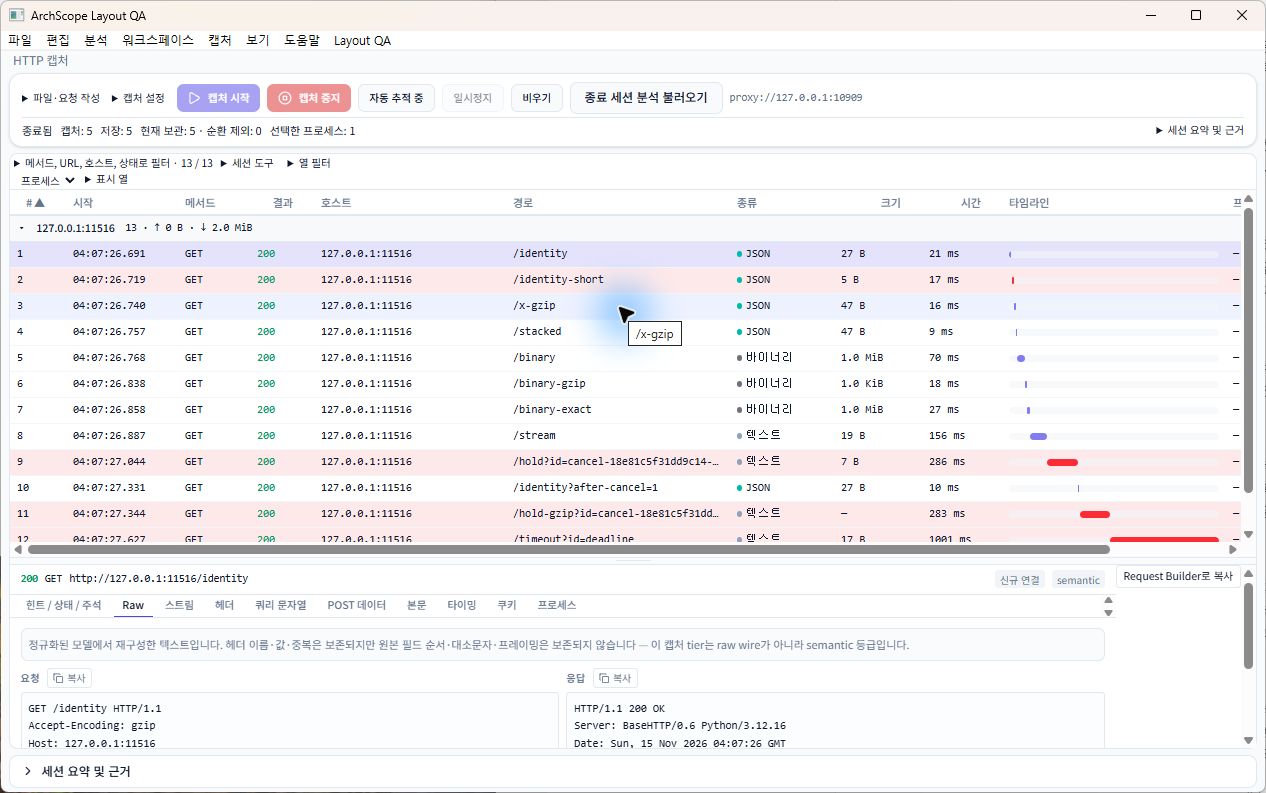 ArchScope Layout QA
파일 편집 분석 워크스페이스 캡처 보기 도움말 Layout QA
HTTP 캡처
▶ 파일·요청 작성 ▶ 캡처 설정 캡처 시작 캡처 중지 자동 추적 중 일시정지 비우기 종료 세션 분석 불러오기 proxy://127.0.0.1:10909
종료됨 캡처: 5 저장: 5 현재 보관: 5 · 순환 제외: 0 선택한 프로세스: 1 ▶ 세션 요약 및 근거
▶ 메서드, URL, 호스트, 상태로 필터 · 13 / 13 ▶ 세션 도구 ▶ 열 필터
프로세스 ▶ 표시 열
# ▲ 시작 메서드 결과 호스트 경로 종류 크기 시간 타임라인 프
127.0.0.1:11516 13 · ↑ 0 B · ↓ 2.0 MiB
1 04:07:26.691 GET 200 127.0.0.1:11516 /identity JSON 27 B 21 ms —
2 04:07:26.719 GET 200 127.0.0.1:11516 /identity-short JSON 5 B 17 ms —
3 04:07:26.740 GET 200 127.0.0.1:11516 /x-gzip JSON 47 B 16 ms —
/x-gzip
4 04:07:26.757 GET 200 127.0.0.1:11516 /stacked JSON 47 B 9 ms —
5 04:07:26.768 GET 200 127.0.0.1:11516 /binary 바이너리 1.0 MiB 70 ms —
6 04:07:26.838 GET 200 127.0.0.1:11516 /binary-gzip 바이너리 1.0 KiB 18 ms —
7 04:07:26.858 GET 200 127.0.0.1:11516 /binary-exact 바이너리 1.0 MiB 27 ms —
8 04:07:26.887 GET 200 127.0.0.1:11516 /stream 텍스트 19 B 156 ms —
9 04:07:27.044 GET 200 127.0.0.1:11516 /hold?id=cancel-18e81c5f31dd9c14-… 텍스트 7 B 286 ms —
10 04:07:27.331 GET 200 127.0.0.1:11516 /identity?after-cancel=1 JSON 27 B 10 ms —
11 04:07:27.344 GET 200 127.0.0.1:11516 /hold-gzip?id=cancel-18e81c5f31dd… 텍스트 — 283 ms —
12 04:07:27.627 GET 200 127.0.0.1:11516 /timeout?id=deadline 텍스트 17 B 1001 ms —
200 GET http://127.0.0.1:11516/identity 신규 연결 semantic Request Builder로 복사
힌트 / 상태 / 주석 Raw 스트림 헤더 쿼리 문자열 POST 데이터 본문 타이밍 쿠키 프로세스
정규화된 모델에서 재구성한 텍스트입니다. 헤더 이름·값·중복은 보존되지만 원본 필드 순서·대소문자·프레이밍은 보존되지 않습니다 — 이 캡처 tier는 raw wire가 아니라 semantic 등급입니다.
요청 복사 응답 복사
GET /identity HTTP/1.1
Accept-Encoding: gzip
Host: 127.0.0.1:11516
HTTP/1.1 200 OK
Server: BaseHTTP/0.6 Python/3.12.16
Date: Sun, 15 Nov 2026 04:07:26 GMT
세션 요약 및 근거